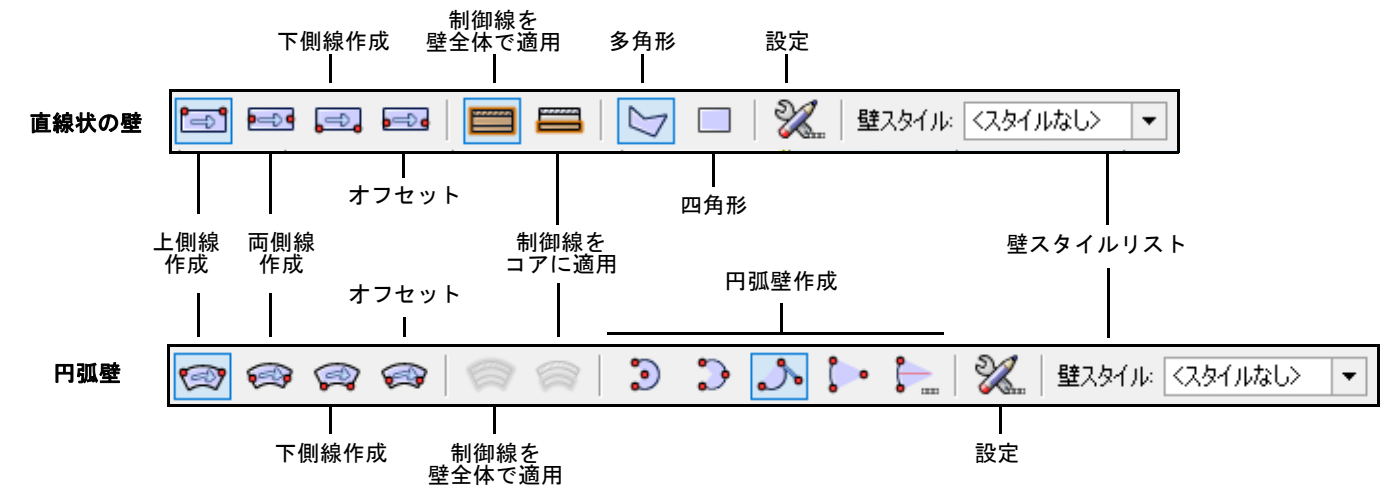 制御線を
壁全体で適用
下側線作成
多角形
設定
直線状の壁
壁スタイル: <スタイルなし>
オフセット
四角形
上側線
作成
両側線
作成
制御線を
コアに適用
壁スタイルリスト
オフセット
円弧壁作成
円弧壁
壁スタイル: <スタイルなし>
下側線作成
制御線を
壁全体で適用
設定